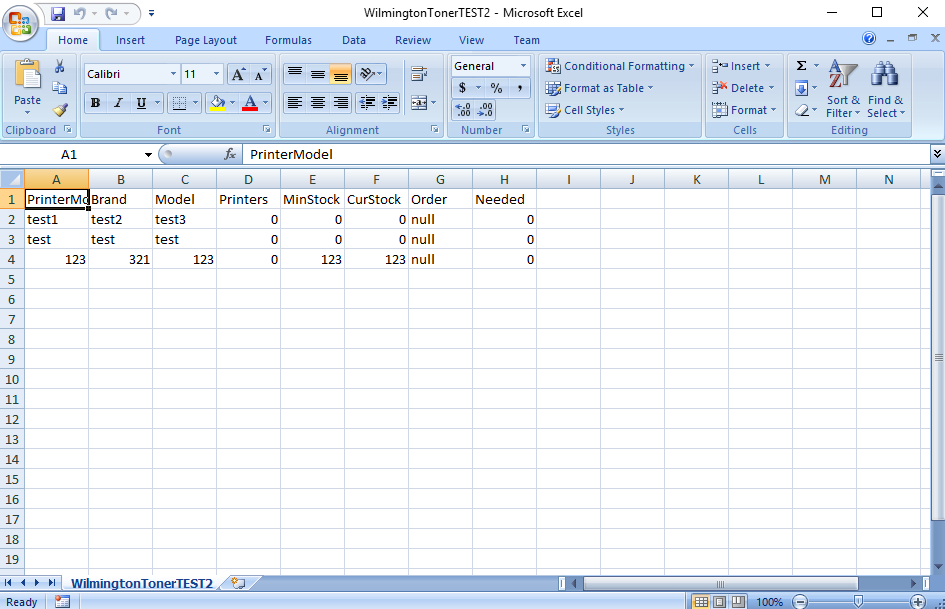 WilmingtonTonerTEST2 - Microsoft Excel
Home Insert Page Layout Formulas Data Review View Team
Paste
Calibri 11
B I U A A A
General
$ % ,
.00 .00
Conditional Formatting
Format as Table
Cell Styles
Insert
Delete
Format
Σ
Sort & Filter
Find & Select
Clipboard Font Alignment Number Styles Cells Editing
A1 fx PrinterModel
A B C D E F G H I J K L M N
1 PrinterMo Brand Model Printers MinStock CurStock Order Needed
2 test1 test2 test3 0 0 0 null 0
3 test test test 0 0 0 null 0
4 123 321 123 0 123 123 null 0
5
6
7
8
9
10
11
12
13
14
15
16
17
18
19
WilmingtonTonerTEST2
Ready 100%